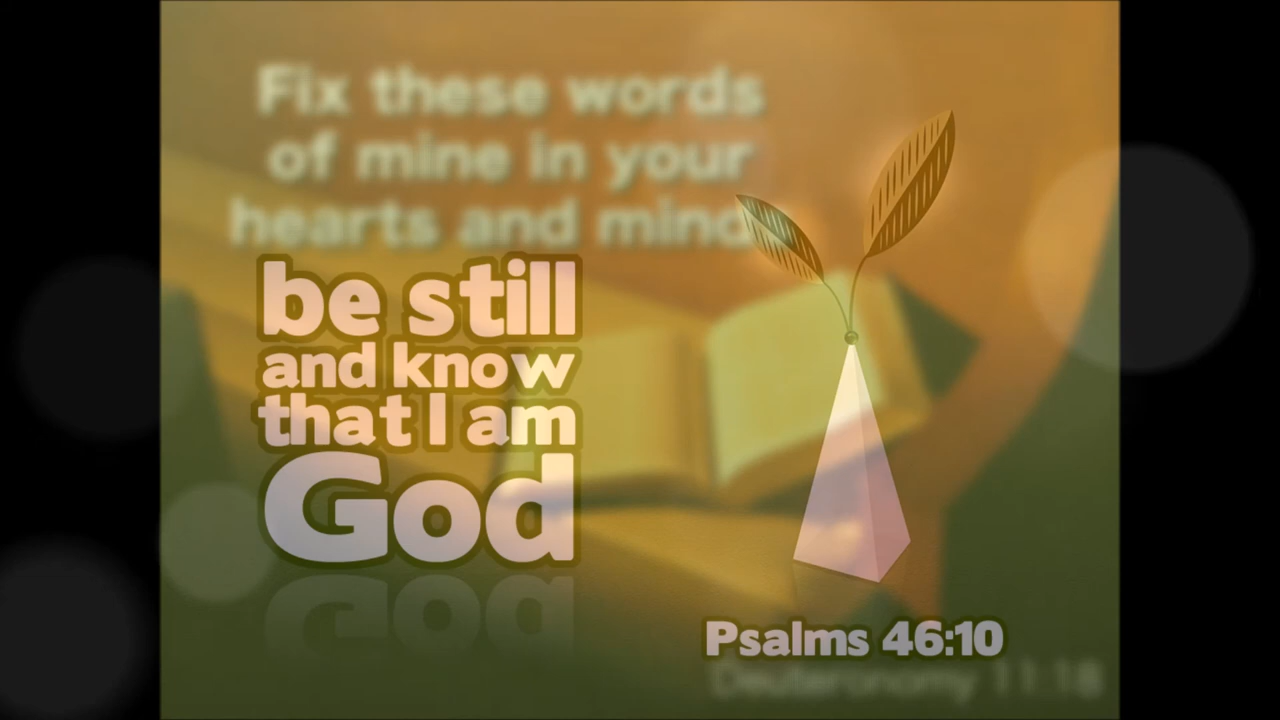 Fix these words
of mine in your
hearts and mind
be still
and know
that I am
God
Psalms 46:10
Deuteronomy 11:18